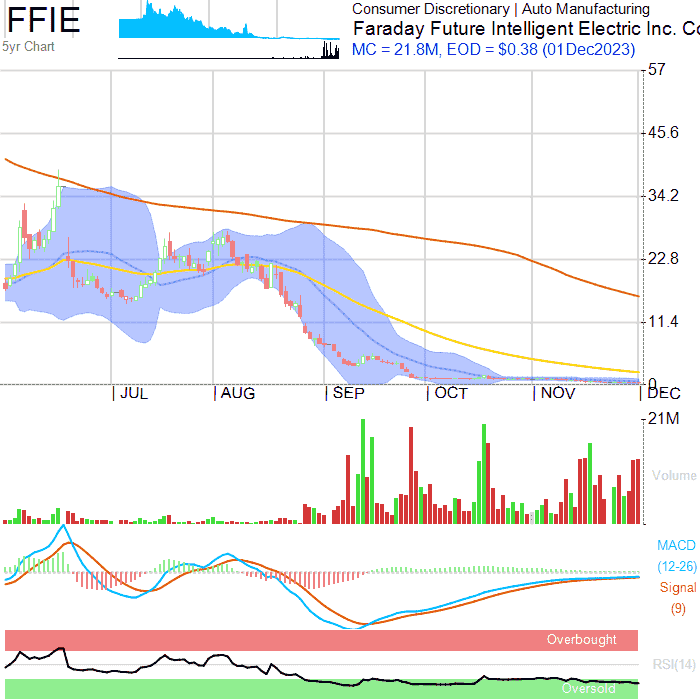 FFIE
5yr Chart
Consumer Discretionary | Auto Manufacturing
Faraday Future Intelligent Electric Inc. Co
MC = 21.8M, EOD = $0.38 (01Dec2023)
57
45.6
34.2
22.8
11.4
0
| JUL | AUG | SEP | OCT | NOV | DEC
21M
Volume
MACD
(12-26)
Signal
(9)
Overbought
RSI(14)
Oversold